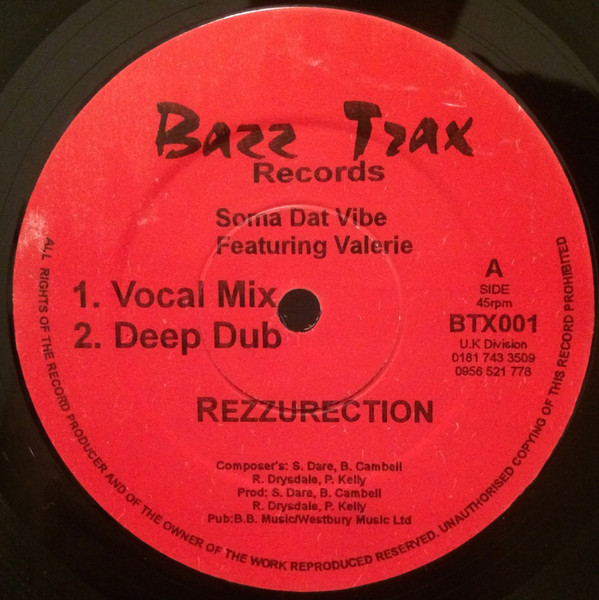 Bazz Trax
Records
Soma Dat Vibe
Featuring Valerie
1. Vocal Mix
2. Deep Dub
A
SIDE
45rpm
BTX001
U.K Division
0181 743 3509
0956 521 778
REZZURECTION
Composer's: S. Dare, B. Cambell
R. Drysdale, P. Kelly
Prod: S. Dare, B. Cambell
R. Drysdale, P. Kelly
Pub:B.B. Music/Westbury Music Ltd
ALL RIGHTS OF THE RECORD PRODUCER AND OF THE OWNER OF THE WORK REPRODUCED RESERVED. UNAUTHORISED COPYING OF THIS RECORD PROHIBITED